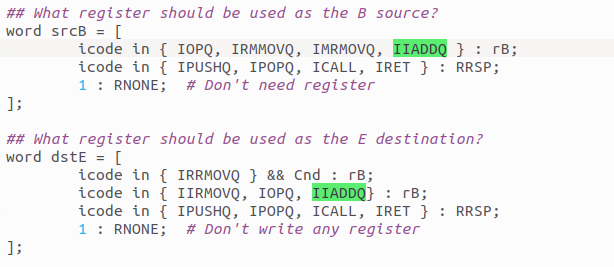 ## What register should be used as the B source?
word srcB = [
        icode in { IOPQ, IRMMOVQ, IMRMOVQ, IIADDQ } : rB;
        icode in { IPUSHQ, IPOPQ, ICALL, IRET } : RRSP;
        1 : RNONE;  # Don't need register
];

## What register should be used as the E destination?
word dstE = [
        icode in { IRRMOVQ } && Cnd : rB;
        icode in { IIRMOVQ, IOPQ, IIADDQ} : rB;
        icode in { IPUSHQ, IPOPQ, ICALL, IRET } : RRSP;
        1 : RNONE;  # Don't write any register
];